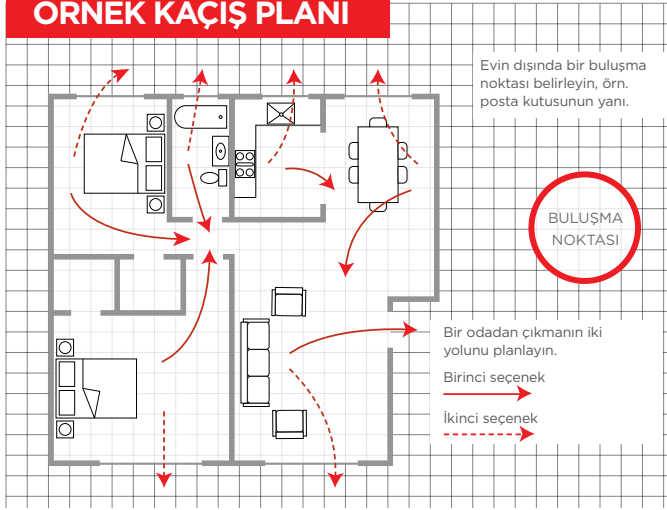 ÖRNEK KAÇIŞ PLANI
Evin dışında bir buluşma
noktası belirleyin, örn.
posta kutusunun yanı.
BULUŞMA
NOKTASI
Bir odadan çıkmanın iki
yolunu planlayın.
Birinci seçenek
İkinci seçenek